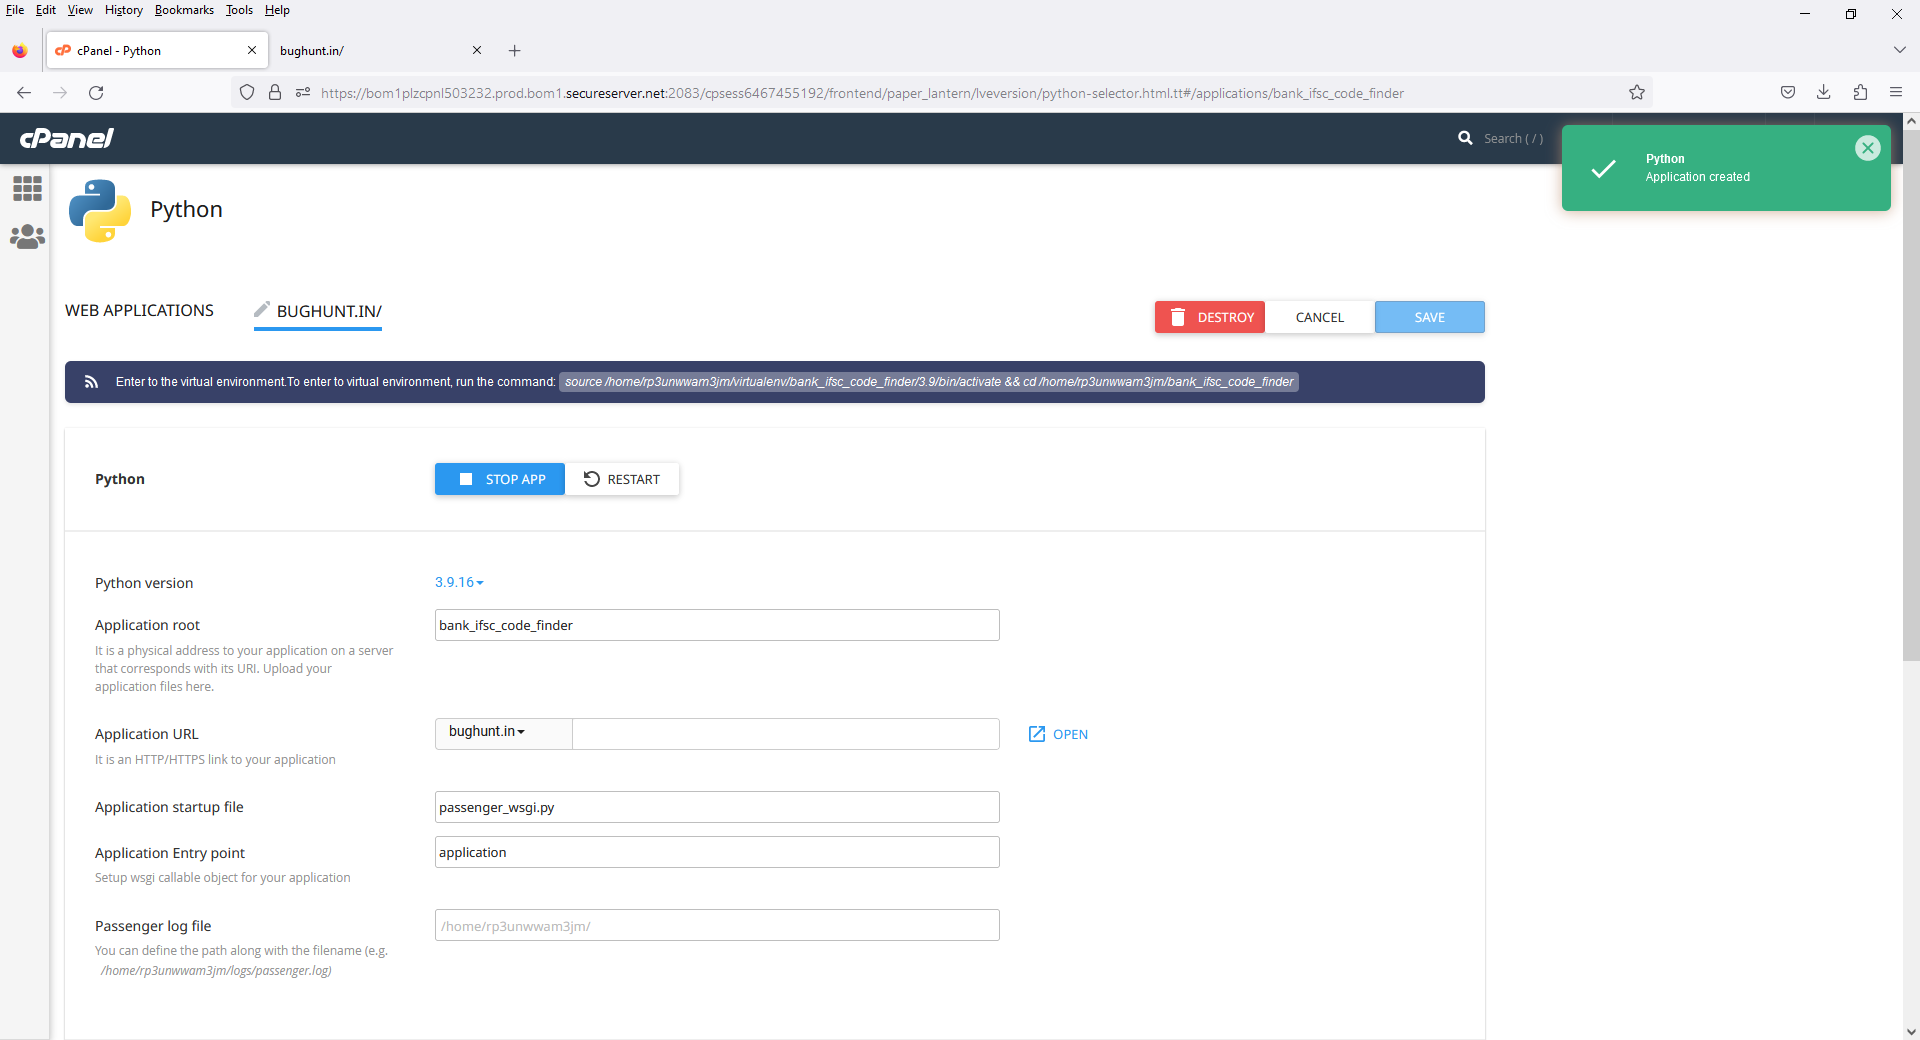 File Edit View History Bookmarks Tools Help
cPanel - Python
bughunt.in/
https://bom1plzcpnl503232.prod.bom1.secureserver.net:2083/cpsess6467455192/frontend/paper_lantern/lveversion/python-selector.html.tt#/applications/bank_ifsc_code_finder
cPanel
Search ( / )
Python
Application created
Python
WEB APPLICATIONS
BUGHUNT.IN/
DESTROY
CANCEL
SAVE
Enter to the virtual environment.To enter to virtual environment, run the command: source /home/rp3unwwam3jm/virtualenv/bank_ifsc_code_finder/3.9/bin/activate && cd /home/rp3unwwam3jm/bank_ifsc_code_finder
Python
STOP APP
RESTART
Python version
3.9.16
Application root
bank_ifsc_code_finder
It is a physical address to your application on a server
that corresponds with its URI. Upload your
application files here.
Application URL
bughunt.in
OPEN
It is an HTTP/HTTPS link to your application
Application startup file
passenger_wsgi.py
Application Entry point
application
Setup wsgi callable object for your application
Passenger log file
/home/rp3unwwam3jm/
You can define the path along with the filename (e.g.
/home/rp3unwwam3jm/logs/passenger.log)